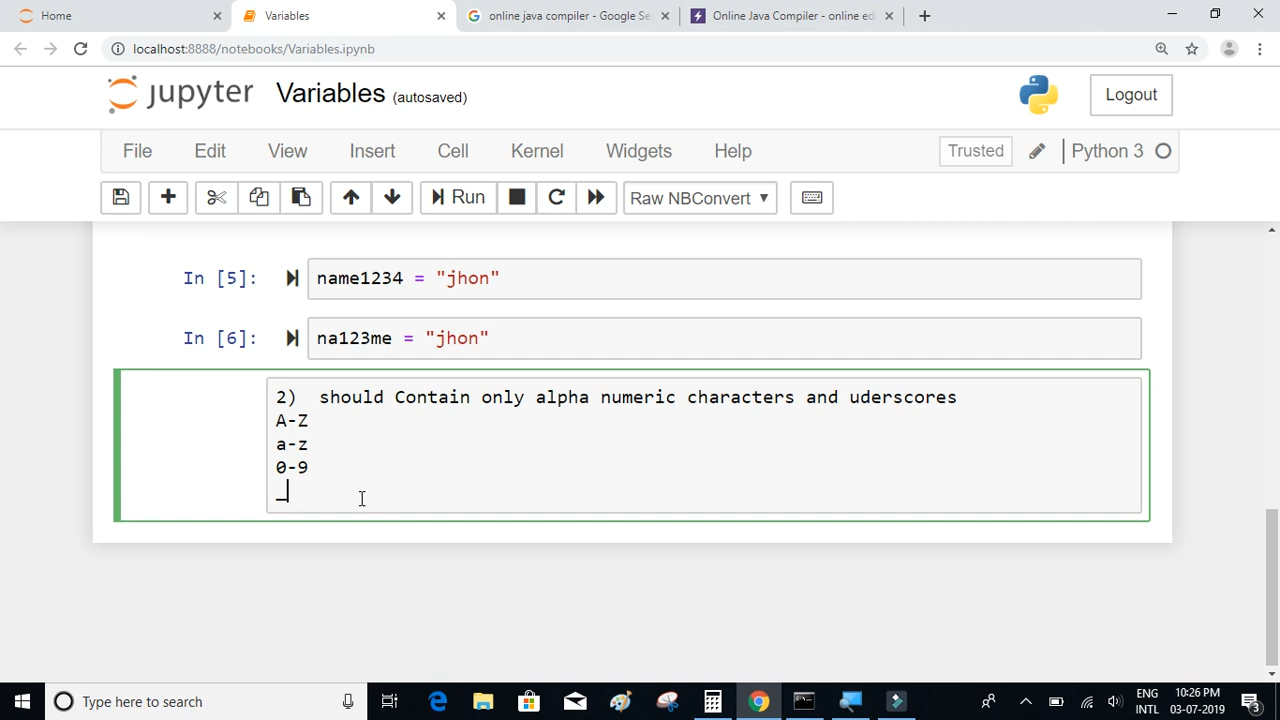 Home
Variables
online java compiler - Google Se
Online Java Compiler - online edi
localhost:8888/notebooks/Variables.ipynb
jupyter Variables (autosaved)
Logout
File Edit View Insert Cell Kernel Widgets Help
Trusted
Python 3
Run
Raw NBConvert
In [5]: name1234 = "jhon"
In [6]: na123me = "jhon"
2) should Contain only alpha numeric characters and uderscores
A-Z
a-z
0-9
_
Type here to search
ENG
INTL
10:26 PM
03-07-2019
3